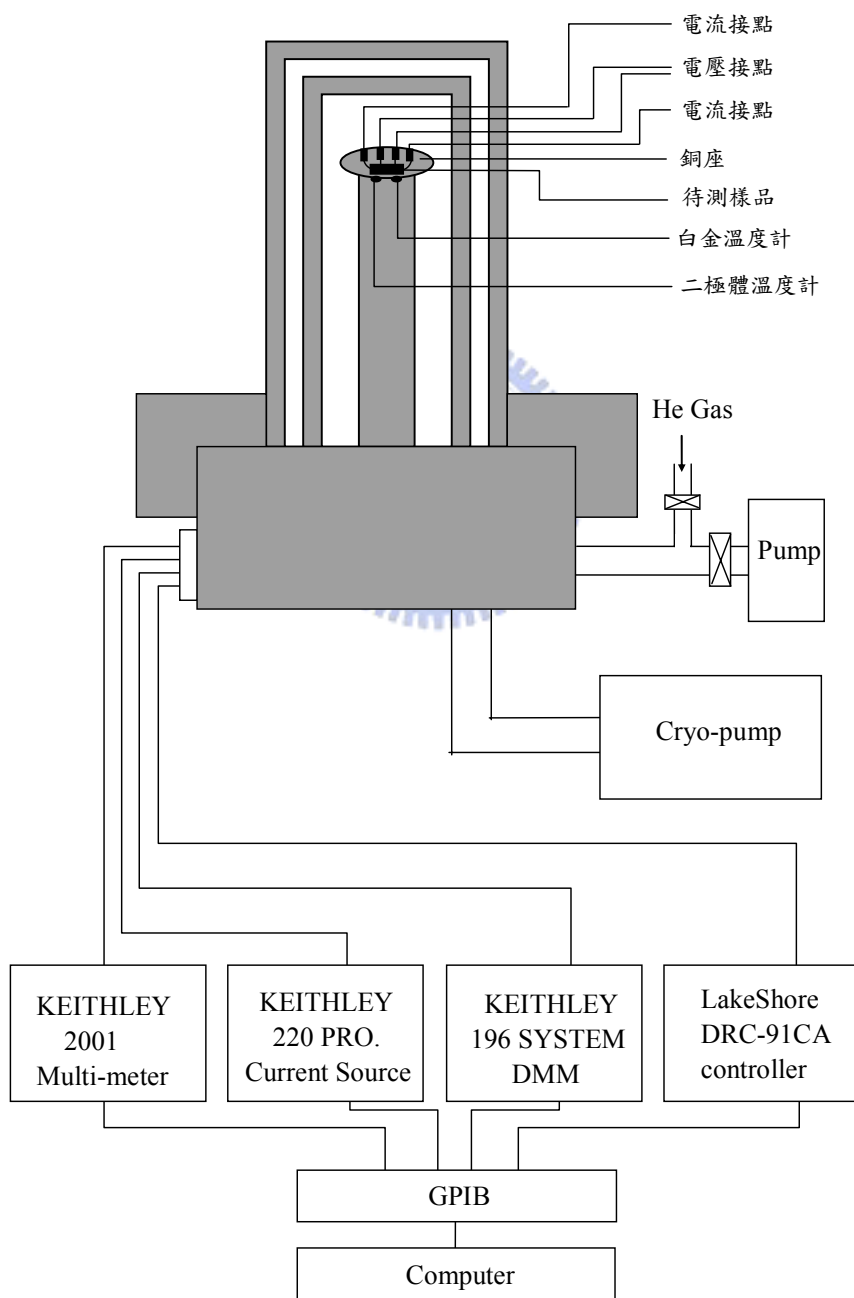 電流接點
電壓接點
電流接點
銅座
待測樣品
白金溫度計
二極體溫度計
He Gas
Pump
Cryo-pump
KEITHLEY
2001
Multi-meter
KEITHLEY
220 PRO.
Current Source
KEITHLEY
196 SYSTEM
DMM
LakeShore
DRC-91CA
controller
GPIB
Computer